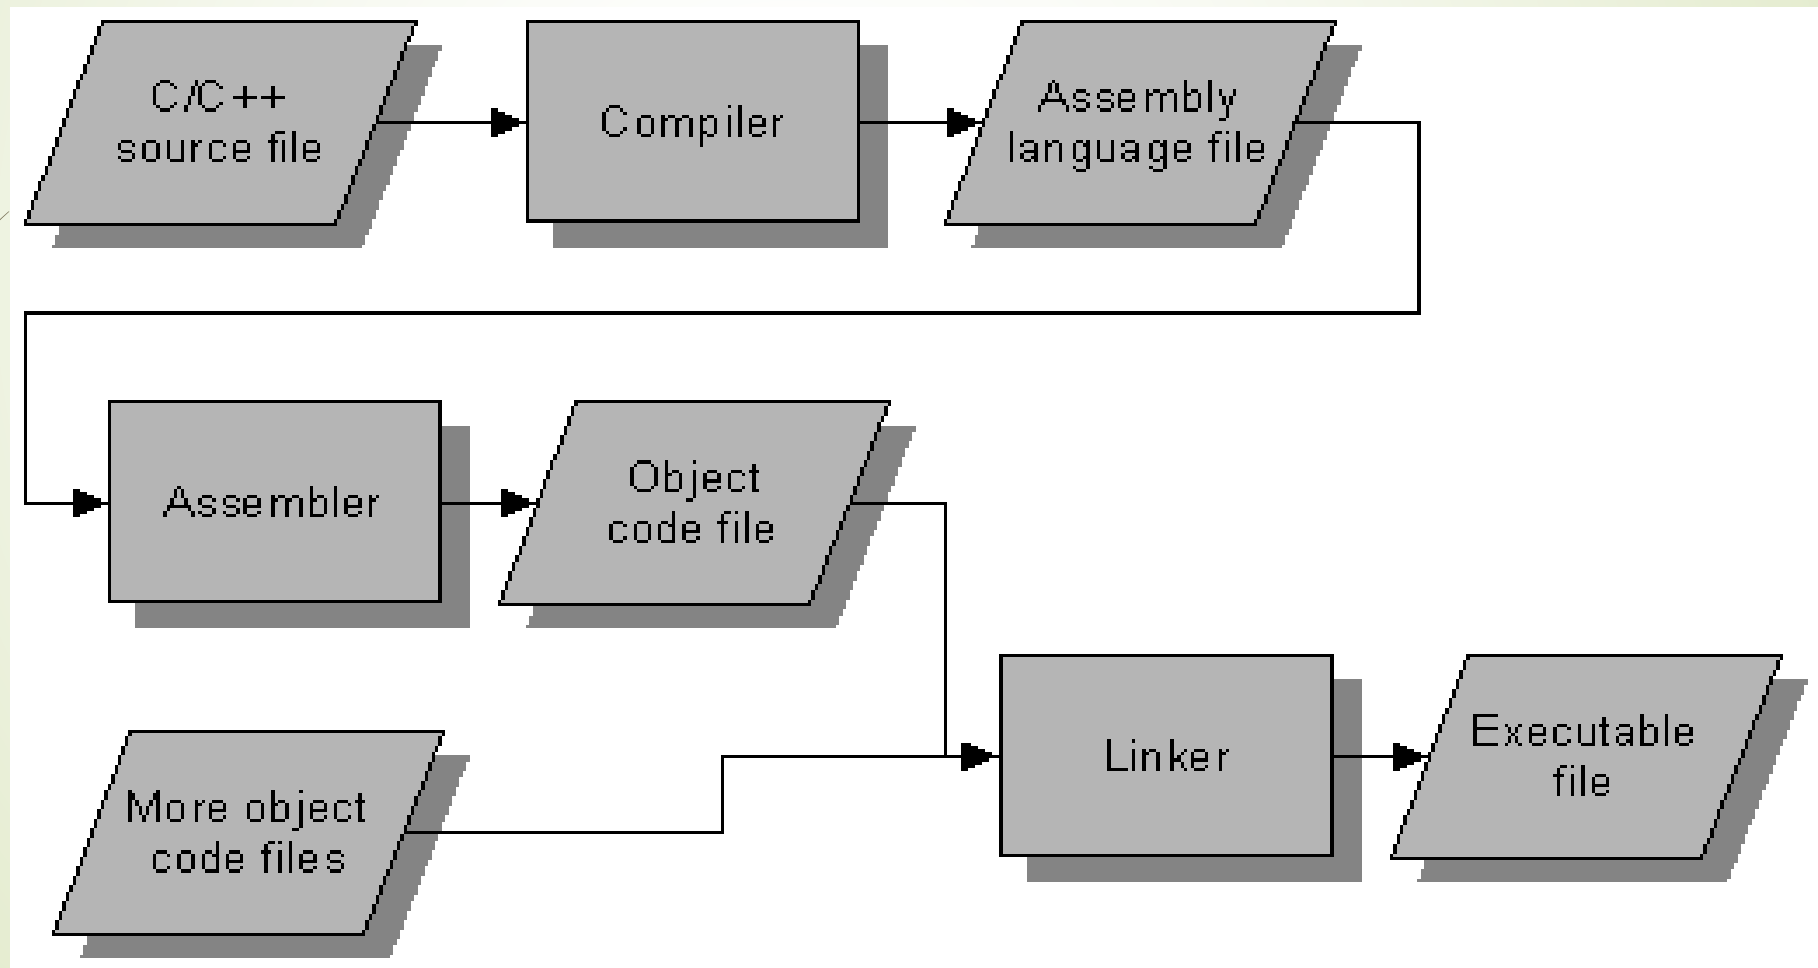 C/C++
source file
Compiler
Assembly
language file
Assembler
Object
code file
More object
code files
Linker
Executable
file